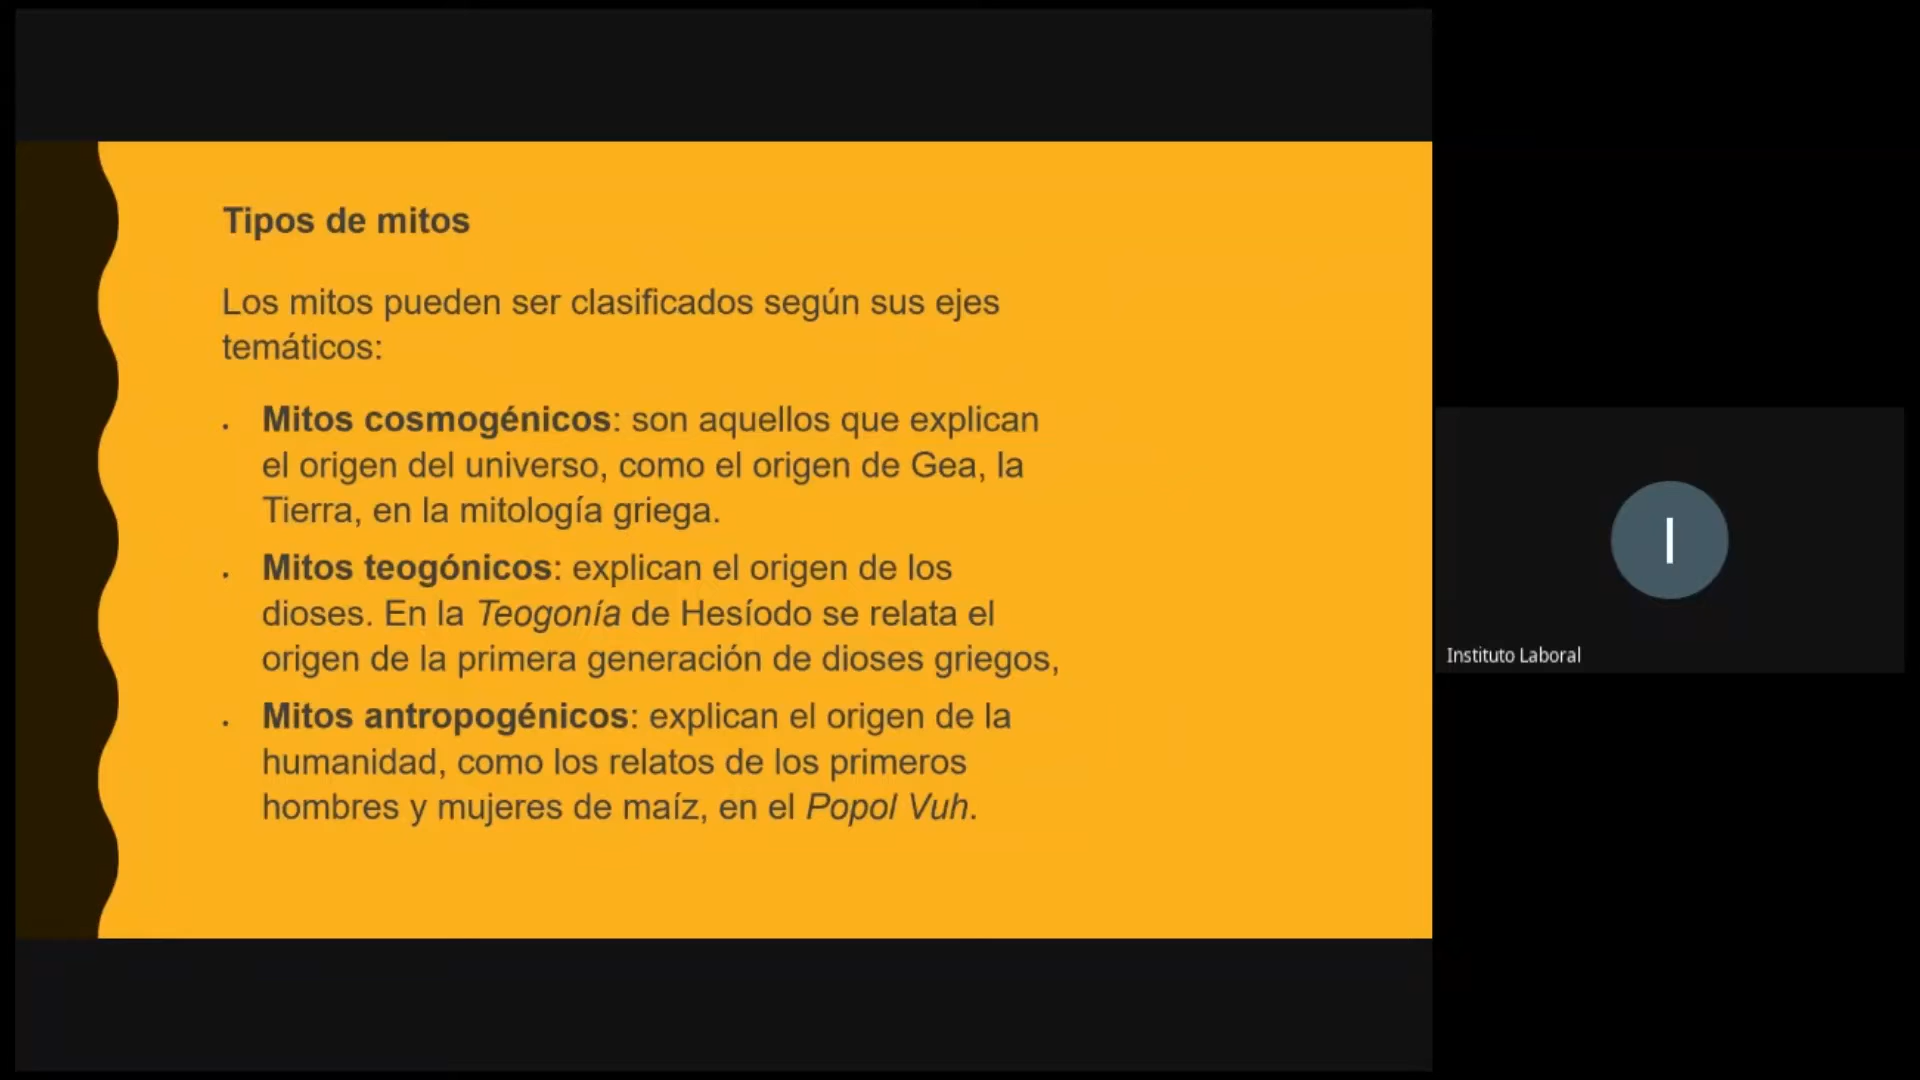 Tipos de mitos
Los mitos pueden ser clasificados según sus ejes
temáticos:
• Mitos cosmogénicos: son aquellos que explican
el origen del universo, como el origen de Gea, la
Tierra, en la mitología griega.
• Mitos teogónicos: explican el origen de los
dioses. En la Teogonía de Hesíodo se relata el
origen de la primera generación de dioses griegos,
• Mitos antropogénicos: explican el origen de la
humanidad, como los relatos de los primeros
hombres y mujeres de maíz, en el Popol Vuh.
I
Instituto Laboral